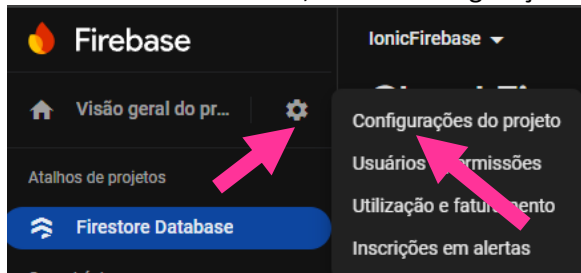 Firebase
IonicFirebase
Visão geral do pr...
Configurações do projeto
Atalhos de projetos
Usuários
Firestore Database
Utilização e
Inscrições em alertas